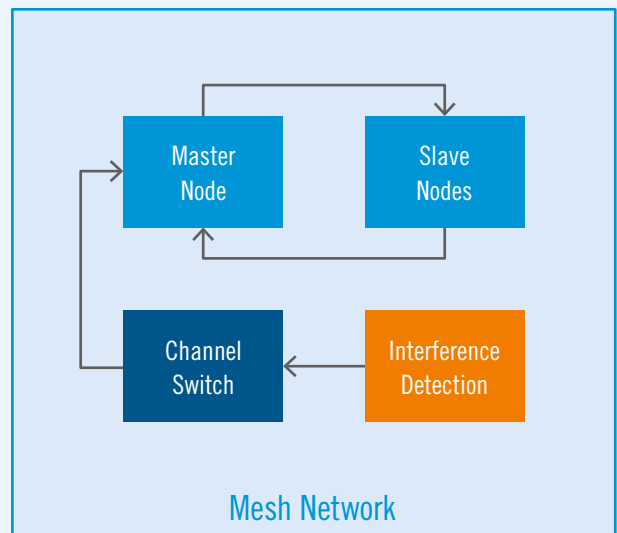 Master
Node
Slave
Nodes
Channel
Switch
Interference
Detection
Mesh Network